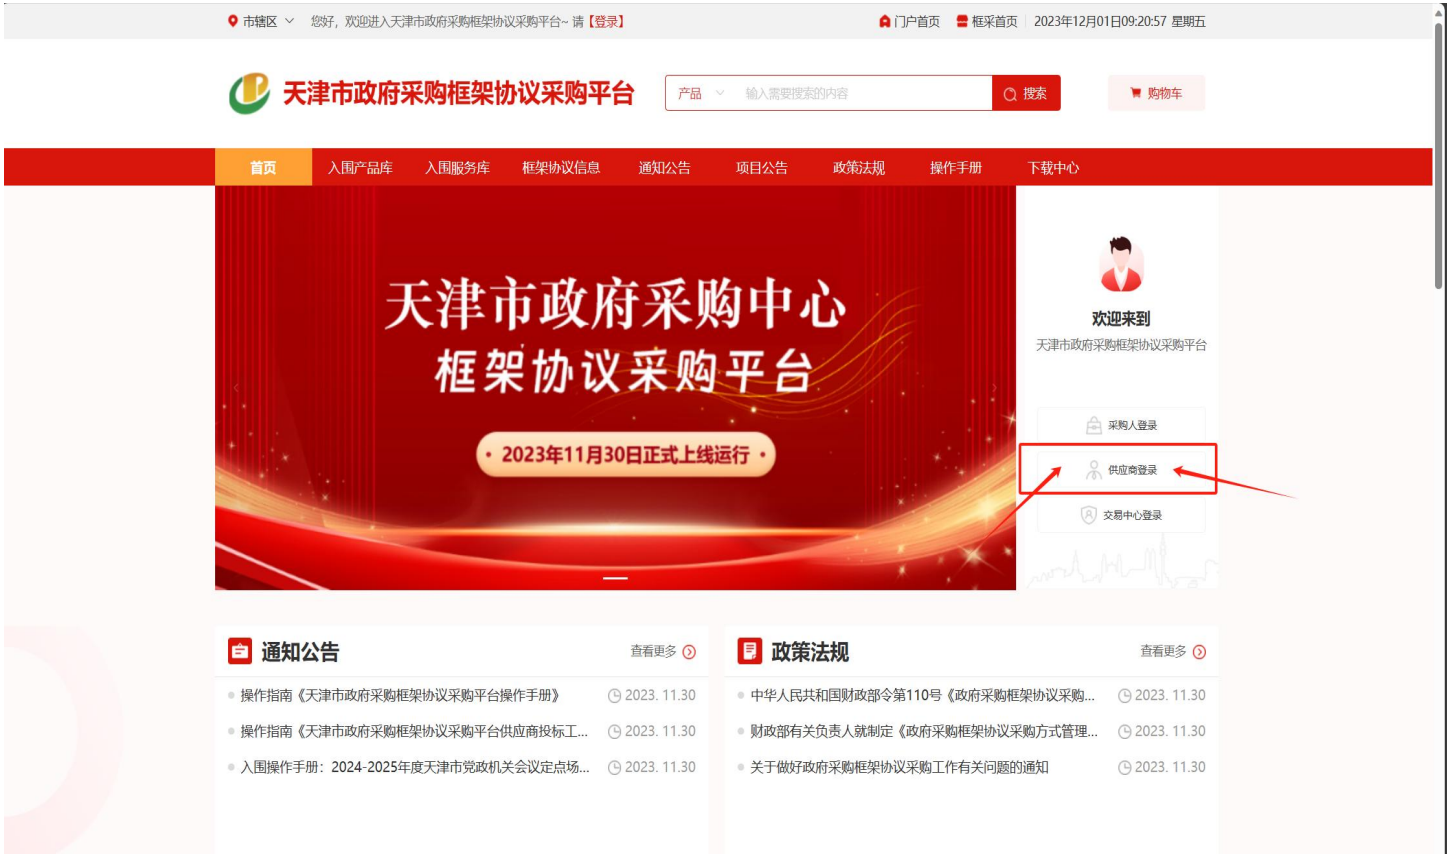 市辖区 您好，欢迎进入天津市政府采购框架协议采购平台~ 请【登录】 门户首页 框采首页 2023年12月01日09:20:57 星期五
天津市政府采购框架协议采购平台 产品 输入需要搜索的内容 搜索 购物车
首页 入围产品库 入围服务库 框架协议信息 通知公告 项目公告 政策法规 操作手册 下载中心
天津市政府采购中心
框架协议采购平台
· 2023年11月30日正式上线运行 ·
欢迎来到
天津市政府采购框架协议采购平台
采购人登录
供应商登录
交易中心登录
通知公告 查看更多
操作指南《天津市政府采购框架协议采购平台操作手册》 2023. 11.30
操作指南《天津市政府采购框架协议采购平台供应商投标工... 2023. 11.30
入围操作手册：2024-2025年度天津市党政机关会议定点场... 2023. 11.30
政策法规 查看更多
中华人民共和国财政部令第110号《政府采购框架协议采购... 2023. 11.30
财政部有关负责人就制定《政府采购框架协议采购方式管理... 2023. 11.30
关于做好政府采购框架协议采购工作有关问题的通知 2023. 11.30